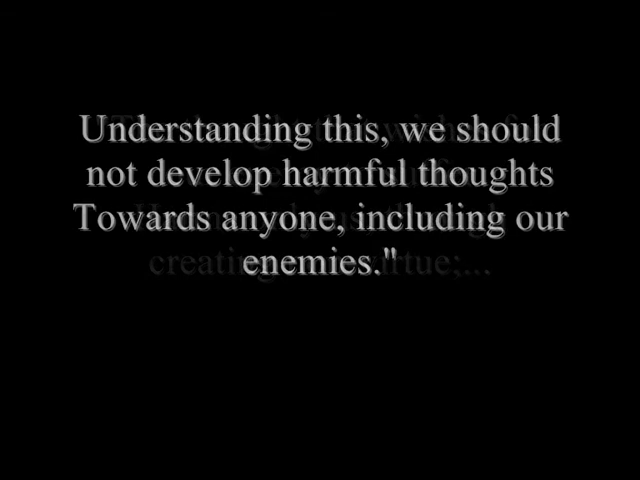 Understanding this, we should
not develop harmful thoughts
Towards anyone, including our
enemies."